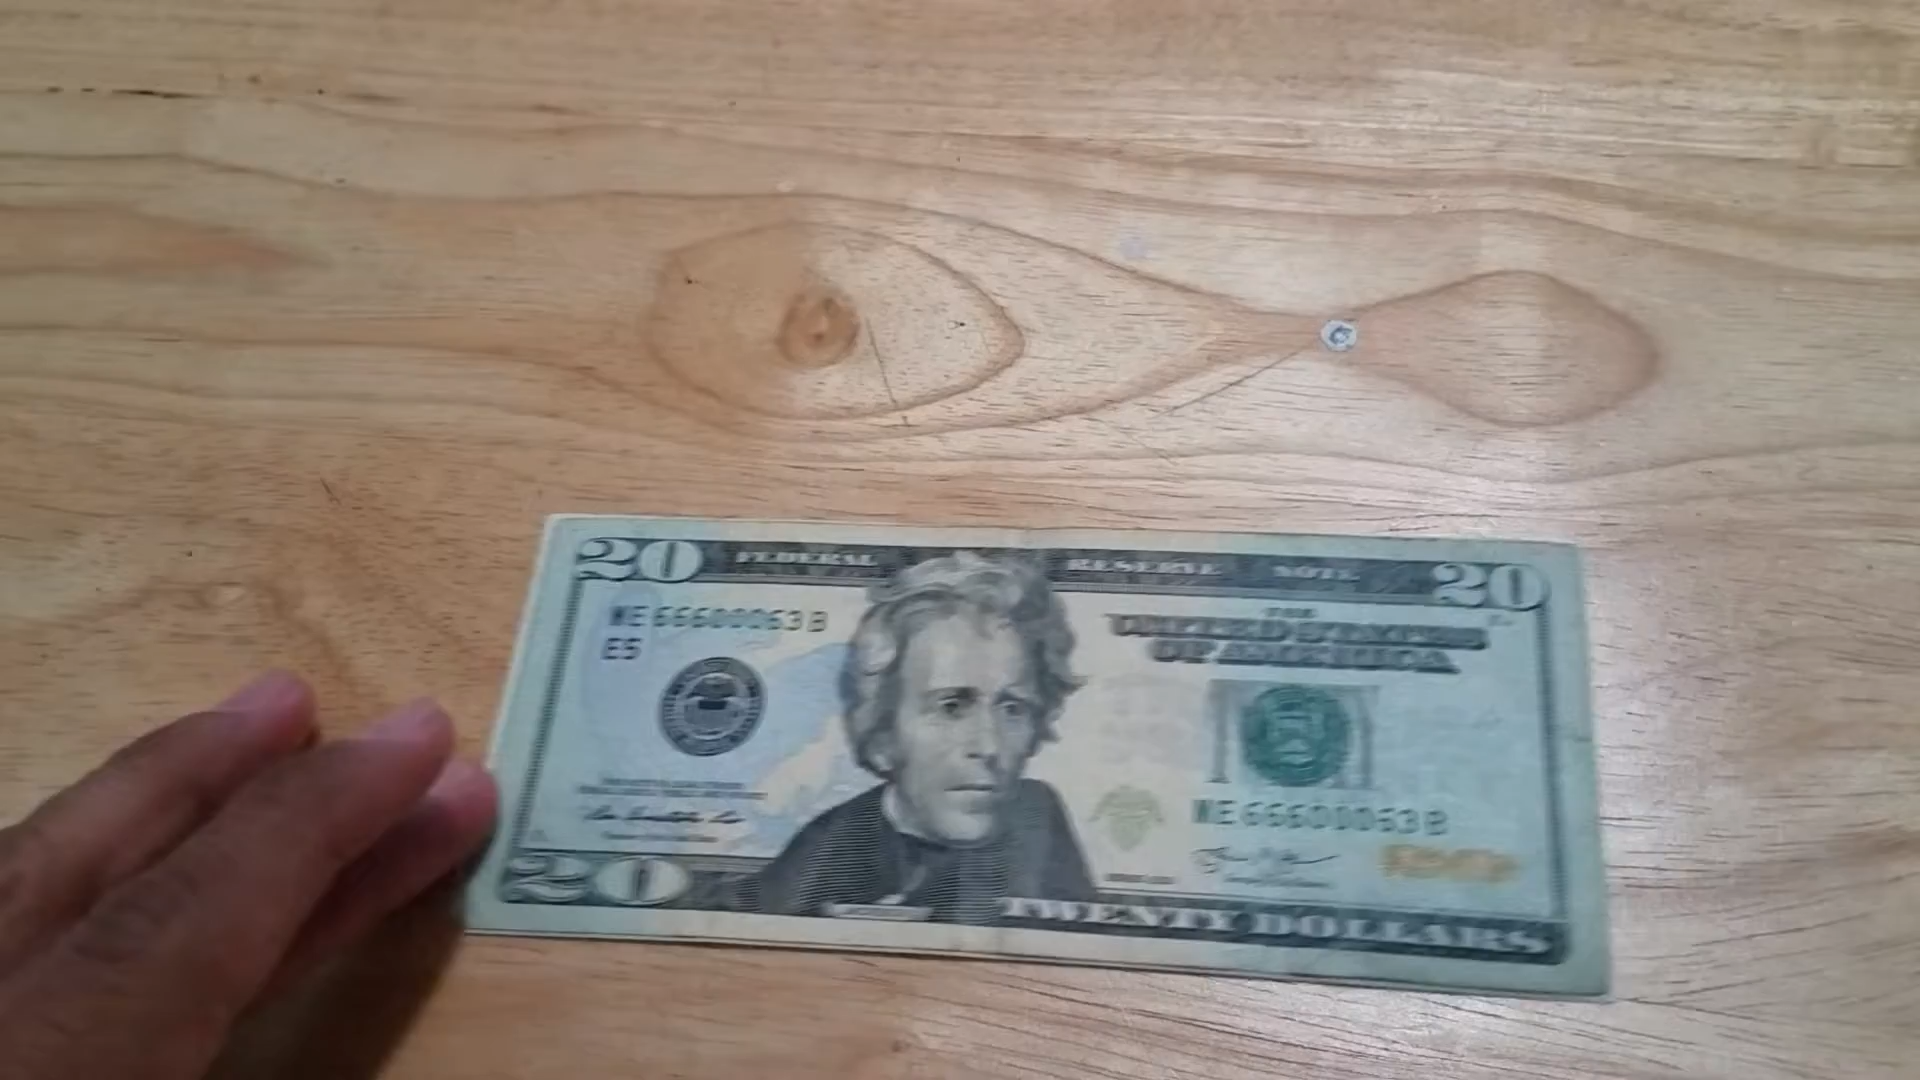 20 FEDERAL RESERVE NOTE 20
THE
UNITED STATES
OF AMERICA
ME 66600063 B
E5
ME 66600063 B
20 TWENTY DOLLARS